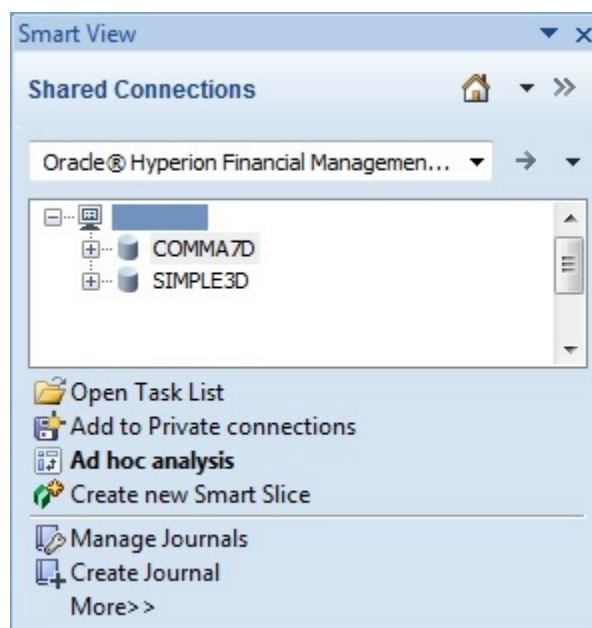 Smart View
Shared Connections
Oracle® Hyperion Financial Managemen...
COMMA7D
SIMPLE3D
Open Task List
Add to Private connections
Ad hoc analysis
Create new Smart Slice
Manage Journals
Create Journal
More>>